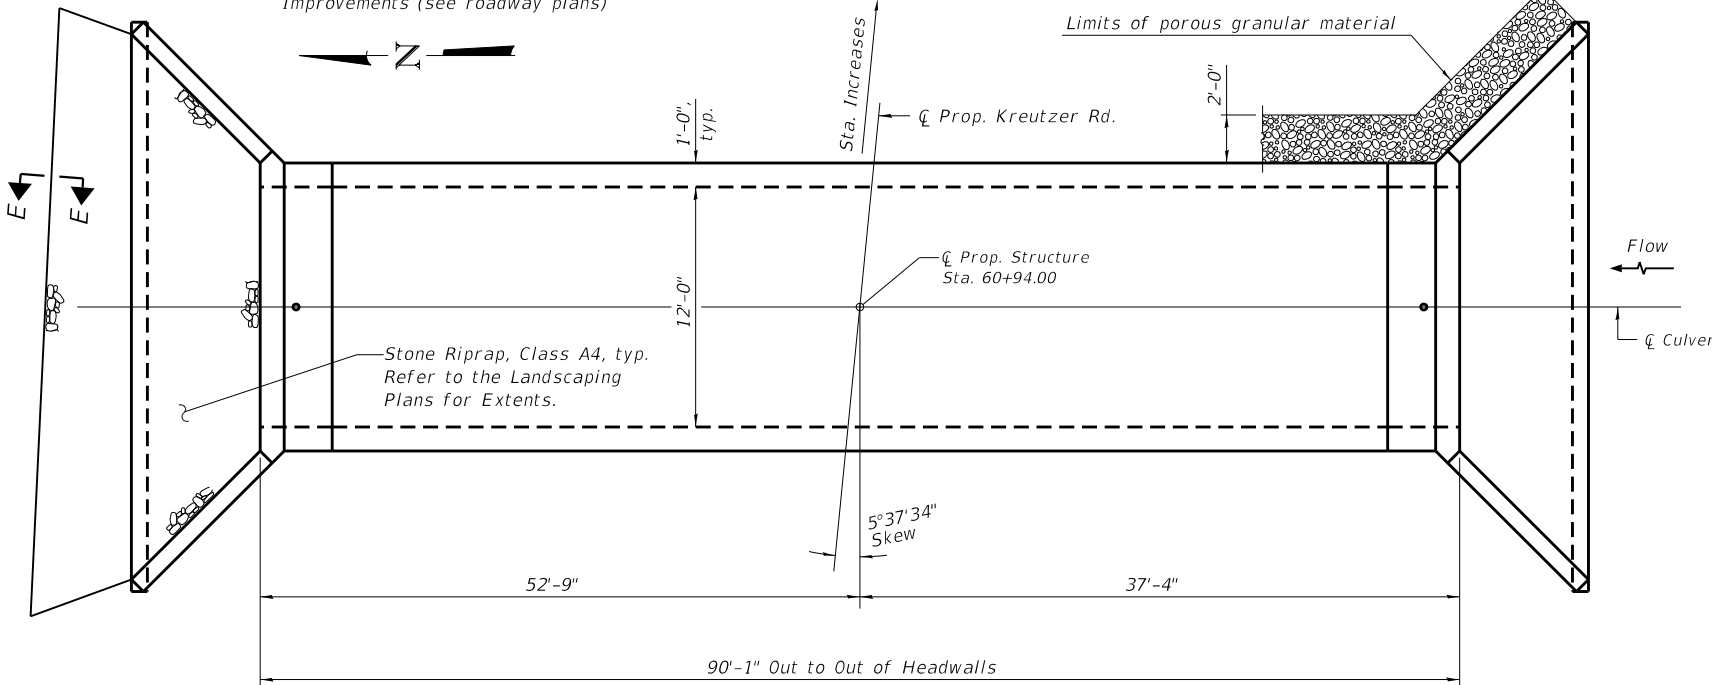 Improvements (see roadway plans)
N
Sta. Increases
Limits of porous granular material
2'-0"
1'-0",
typ.
℄ Prop. Kreutzer Rd.
E
E
Flow
℄ Prop. Structure
Sta. 60+94.00
12'-0"
℄ Culver
Stone Riprap, Class A4, typ.
Refer to the Landscaping
Plans for Extents.
5°37'34"
Skew
52'-9"
37'-4"
90'-1" Out to Out of Headwalls